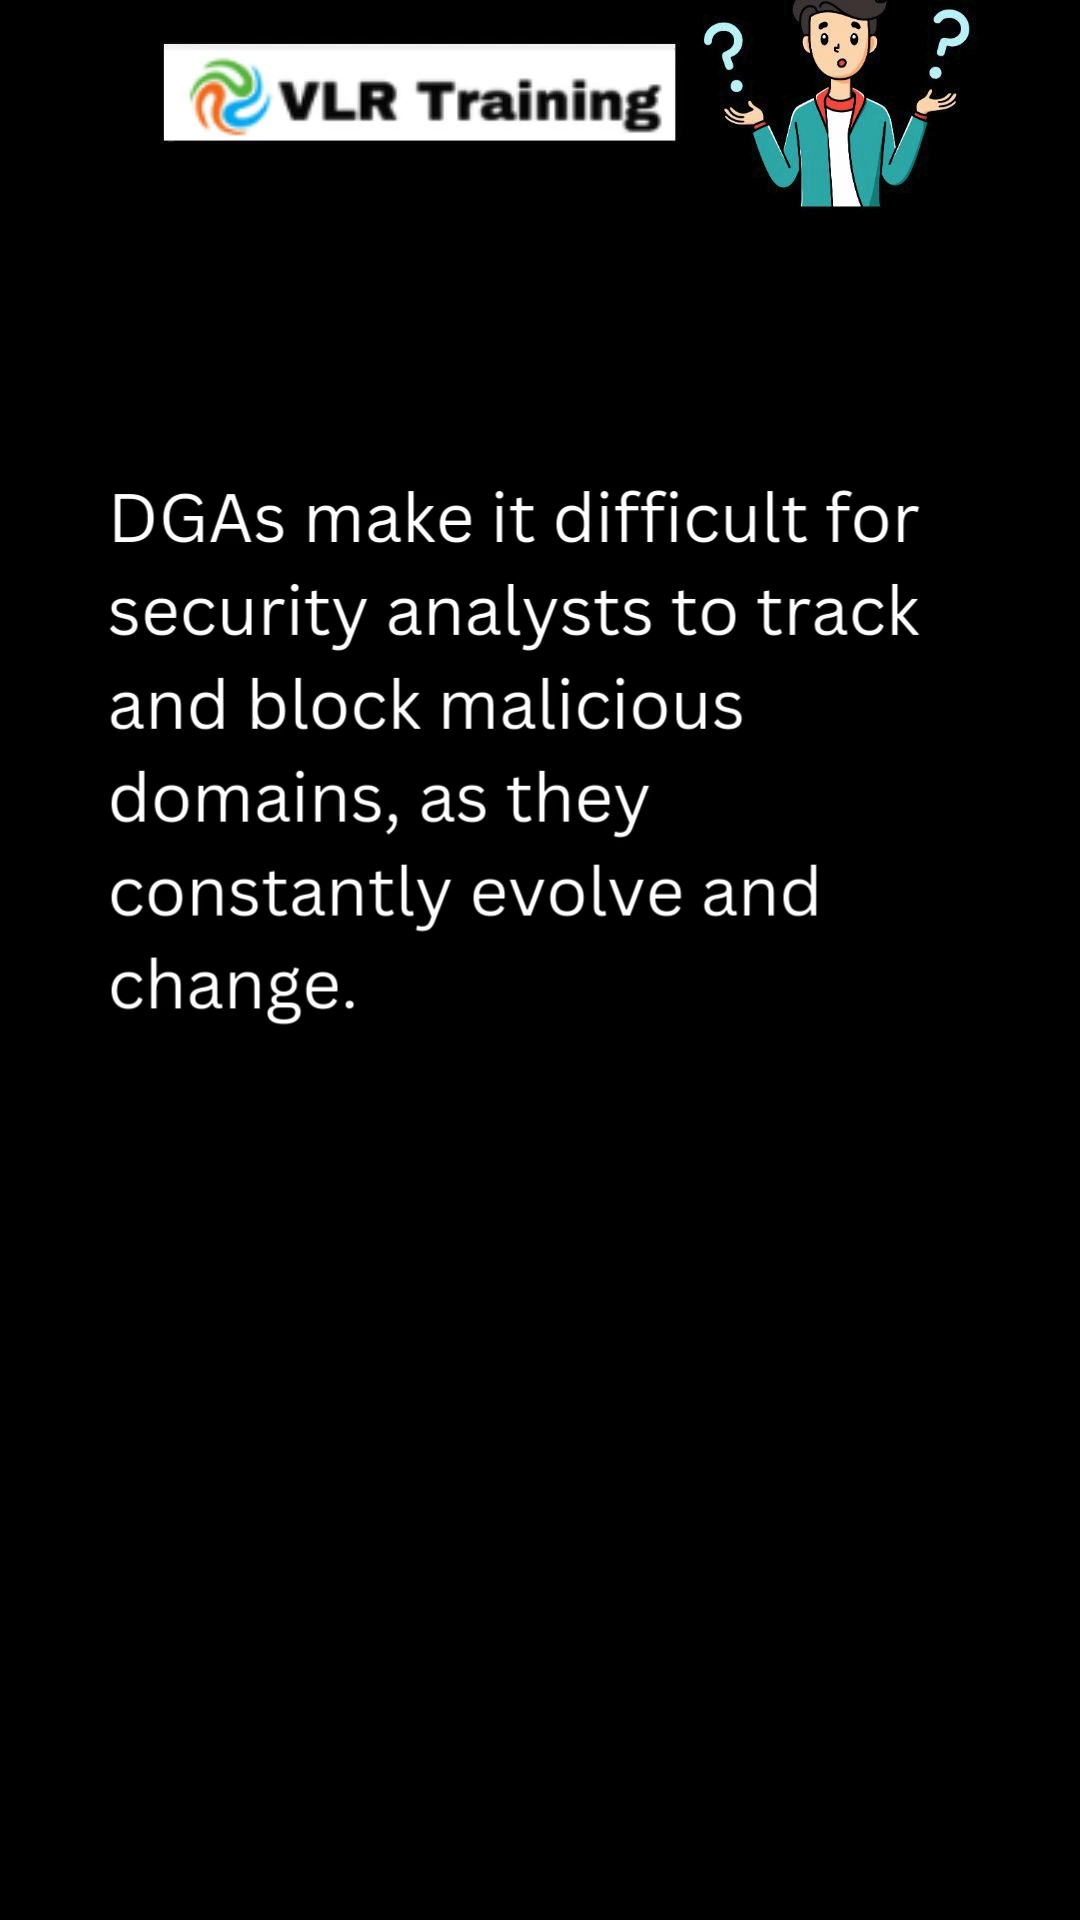 VLR Training
? ?
DGAs make it difficult for
security analysts to track
and block malicious
domains, as they
constantly evolve and
change.